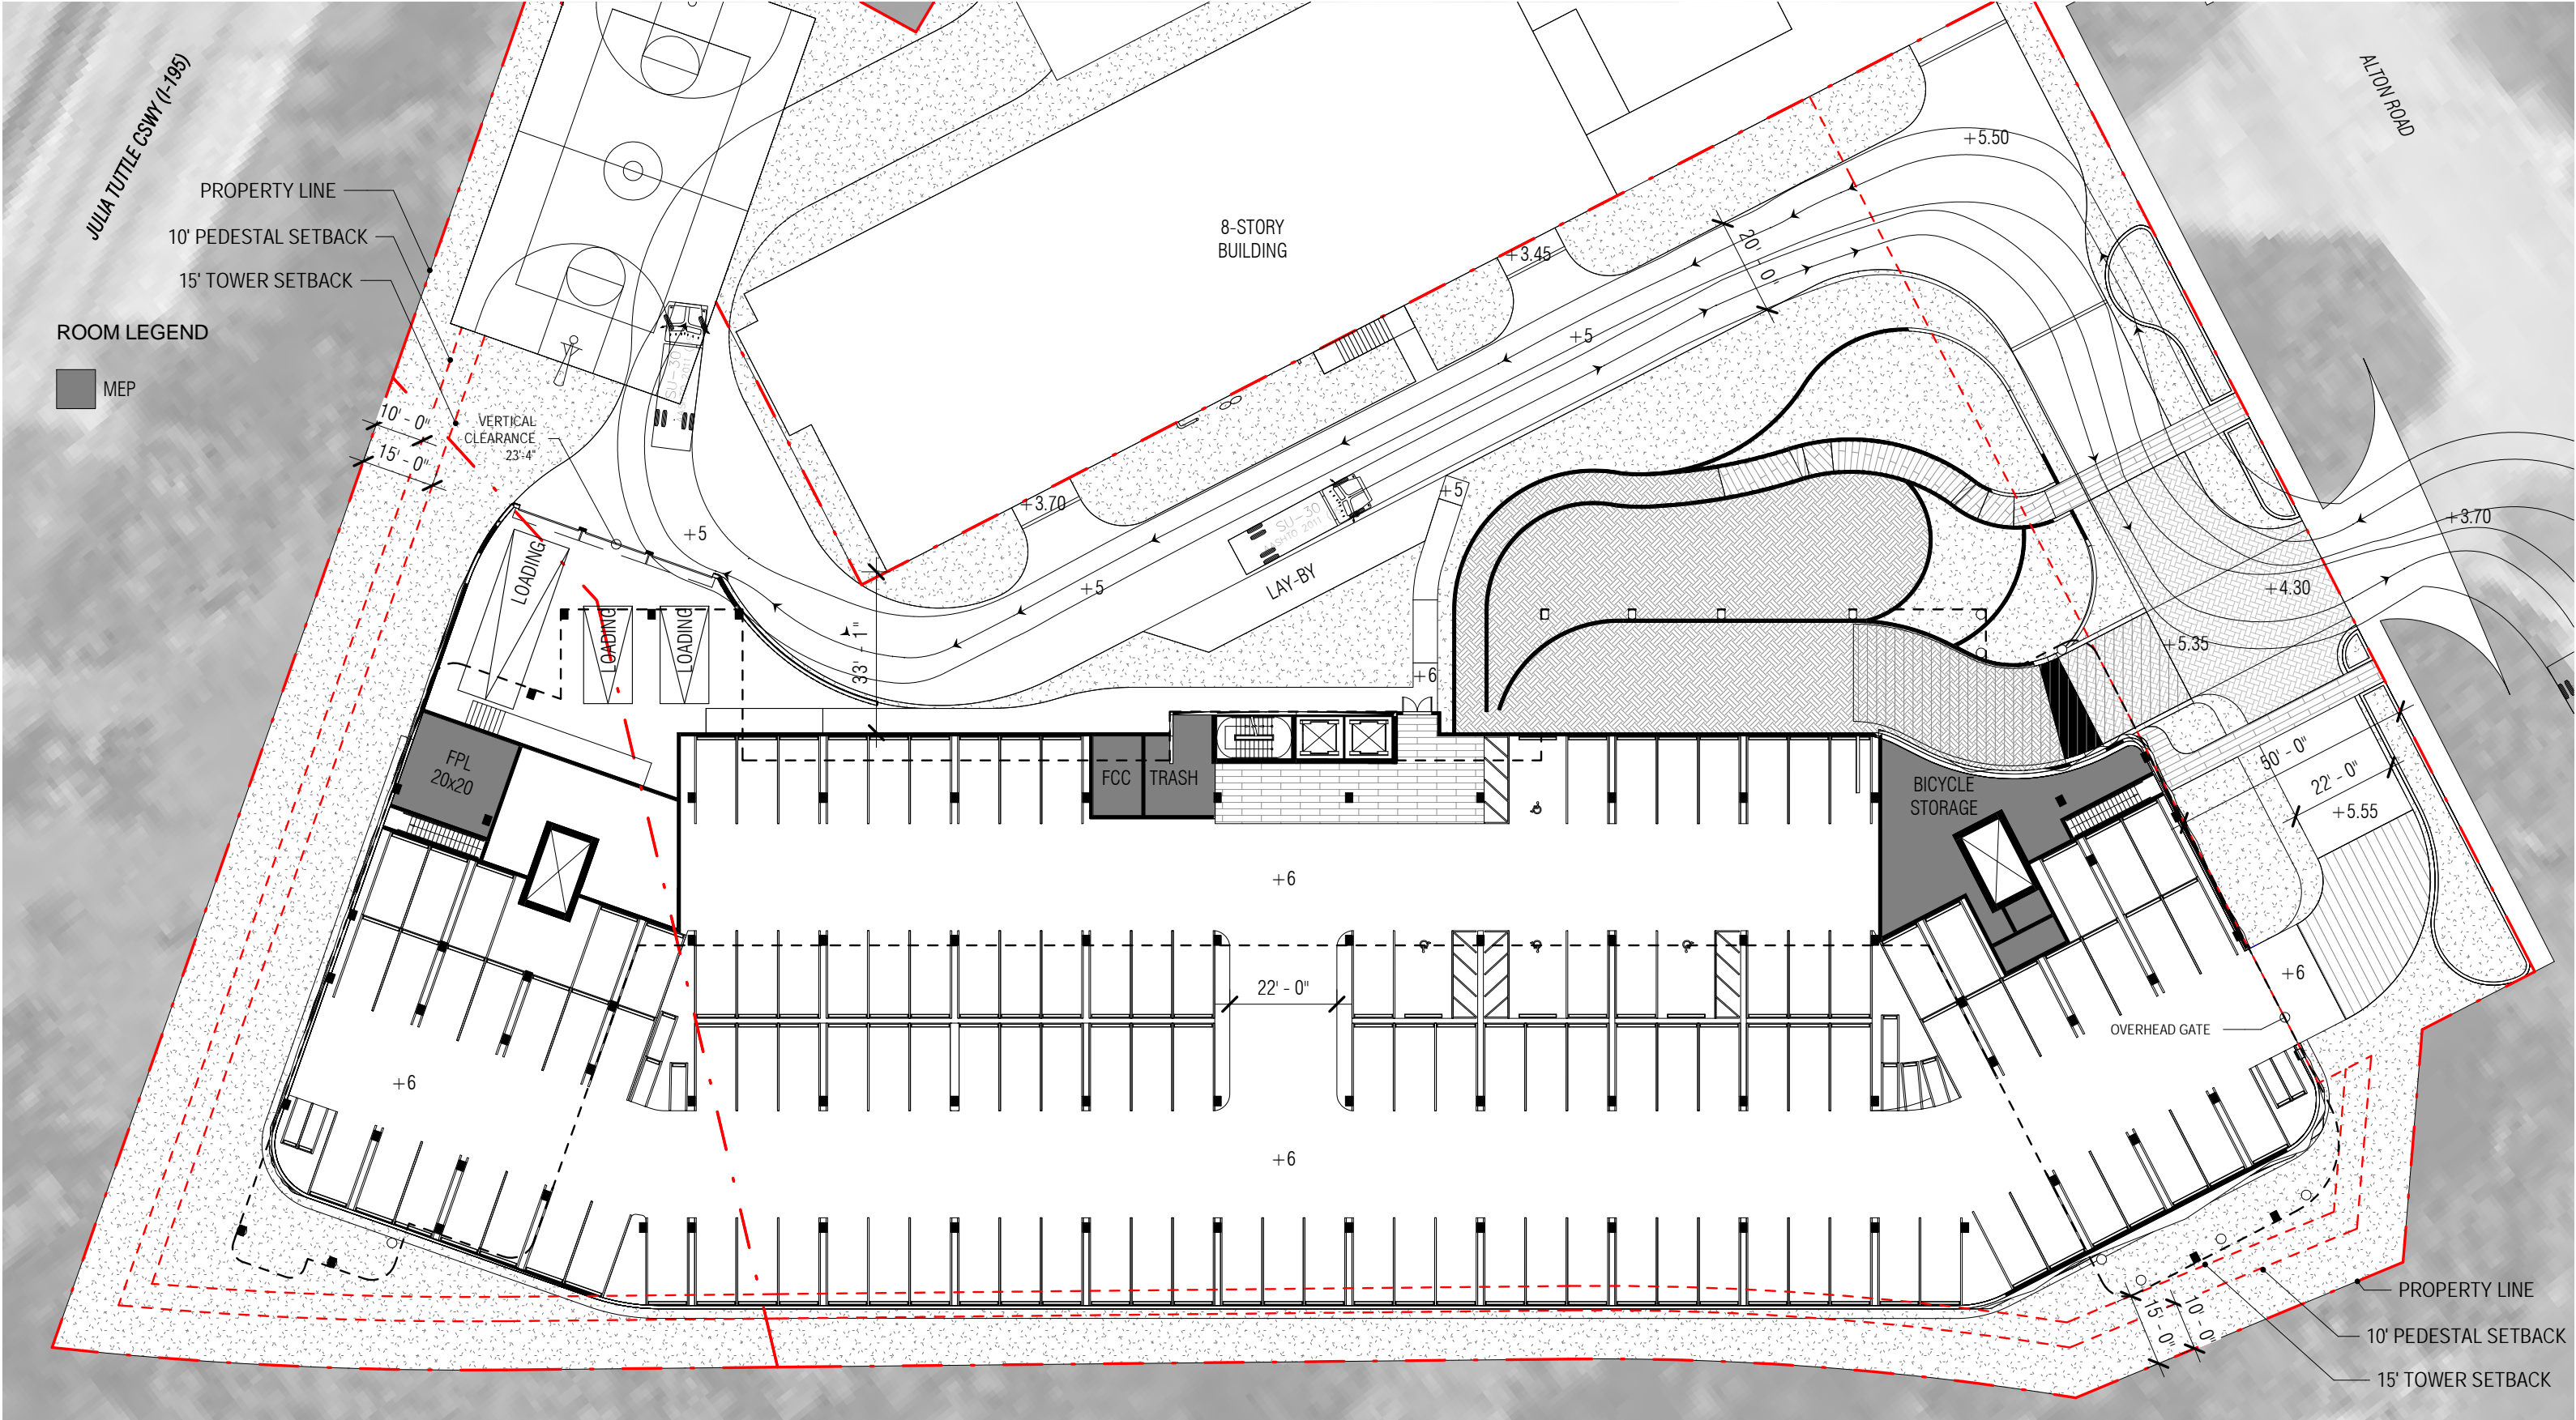 JULIA TUTTLE CSWY (I-195)
ALTON ROAD
PROPERTY LINE
10' PEDESTAL SETBACK
15' TOWER SETBACK
ROOM LEGEND
MEP
10' - 0"
15' - 0"
VERTICAL
CLEARANCE
23'-4"
8-STORY
BUILDING
+5.50
+3.45
20' - 0"
+5
+3.70
+5
+5
+5
LAY-BY
SU-30
+3.70
+4.30
+5.35
LOADING
LOADING
LOADING
33' - 1"
+6
FPL
20x20
FCC
TRASH
BICYCLE
STORAGE
50' - 0"
22' - 0"
+5.55
+6
+6
22' - 0"
OVERHEAD GATE
+6
+6
15' - 0"
10' - 0"
PROPERTY LINE
10' PEDESTAL SETBACK
15' TOWER SETBACK